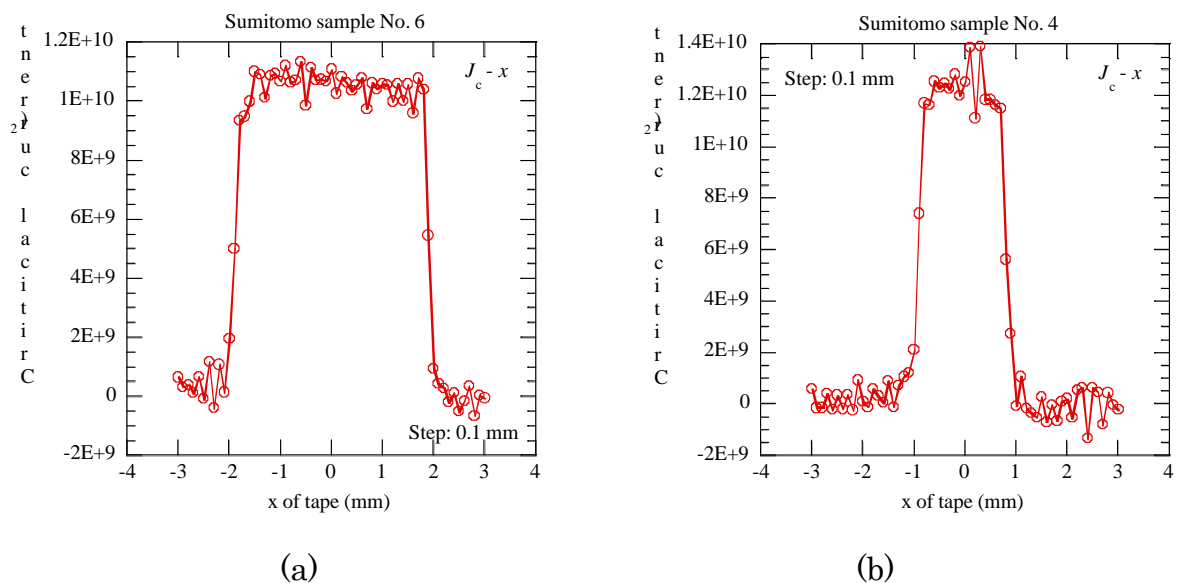 Sumitomo sample No. 6
1.2E+10
1E+10
8E+9
6E+9
4E+9
2E+9
0
-2E+9
Jc - x
Step: 0.1 mm
-4 -3 -2 -1 0 1 2 3 4
x of tape (mm)
(a)
Sumitomo sample No. 4
1.4E+10
1.2E+10
1E+10
8E+9
6E+9
4E+9
2E+9
0
-2E+9
Step: 0.1 mm
Jc - x
-4 -3 -2 -1 0 1 2 3 4
x of tape (mm)
(b)